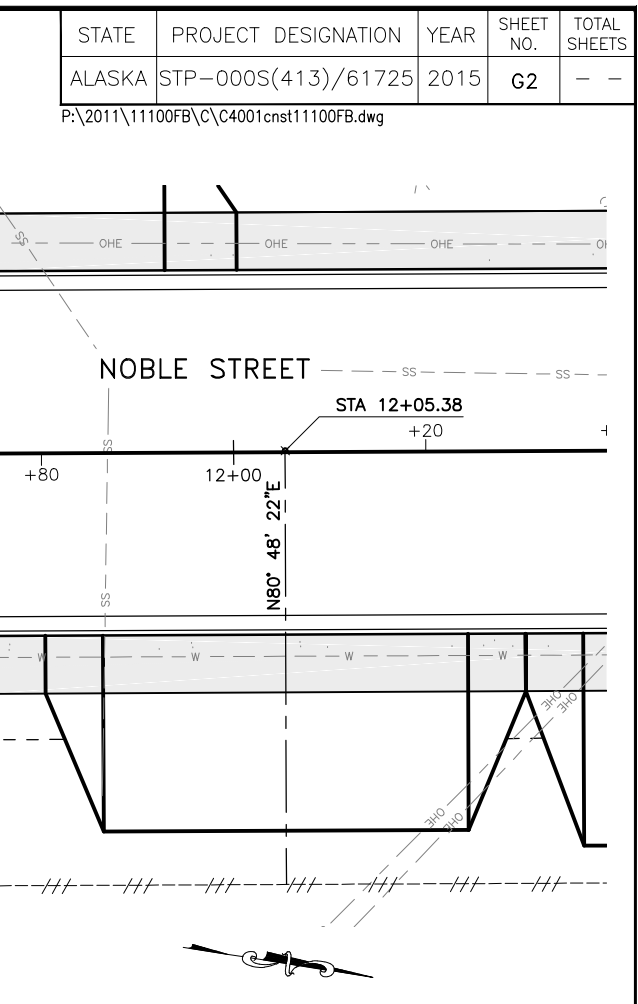 STATE PROJECT DESIGNATION YEAR SHEET NO. TOTAL SHEETS
ALASKA STP-000S(413)/61725 2015 G2 - -
P:\2011\11100FB\C\C4001cnst11100FB.dwg
SS
OHE OHE OHE
NOBLE STREET SS SS
STA 12+05.38
+20
SS
+80 12+00
N80° 48' 22"E
SS
W W W W
OHE OHE
OHE OHE